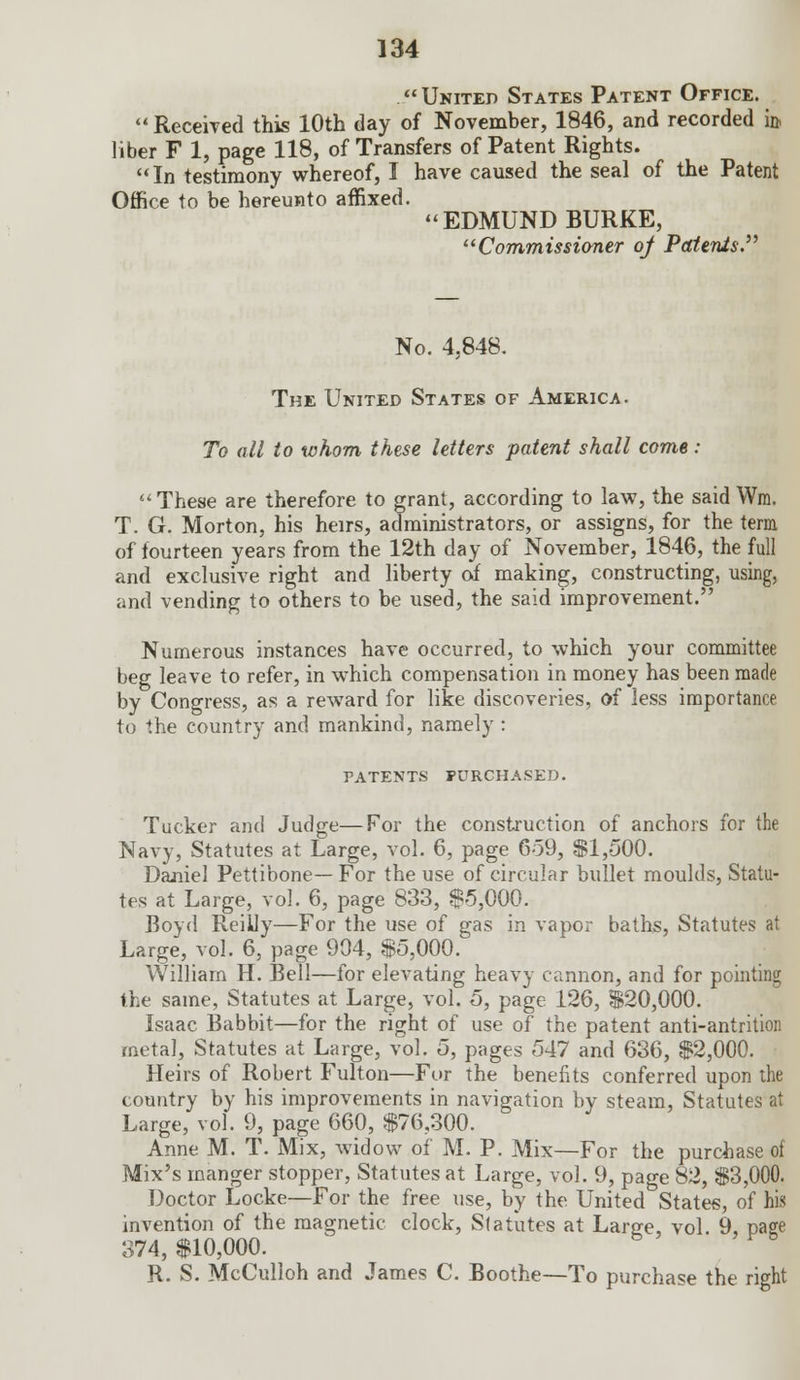 134
"United States Patent Office.
"Received this 10th day of November, 1846, and recorded in
liber F 1, page 118, of Transfers of Patent Rights.
"In testimony whereof, I have caused the seal of the Patent
Office to be hereunto affixed.
"EDMUND BURKE,
"Commissioner of Patents."
No. 4,848.
The United States of America.
To all to whom these letters patent shall come:
"These are therefore to grant, according to law, the said Wm.
T. G. Morton, his heirs, administrators, or assigns, for the term
of fourteen years from the 12th day of November, 1846, the full
and exclusive right and liberty of making, constructing, using,
and vending to others to be used, the said improvement."
Numerous instances have occurred, to which your committee
beg leave to refer, in which compensation in money has been made
by Congress, as a reward for like discoveries, of less importance
to the country and mankind, namely:
PATENTS PURCHASED.
Tucker and Judge—For the construction of anchors for the
Navy, Statutes at Large, vol. 6, page 659, $1,500.
Daniel Pettibone—For the use of circular bullet moulds, Statu-
tes at Large, vol. 6, page 833, $5,000.
Boyd Reilly—For the use of gas in vapor baths, Statutes at
Large, vol. 6, page 904, $5,000.
William H. Bell—for elevating heavy cannon, and for pointing
the same, Statutes at Large, vol. 5, page 126, $20,000.
Isaac Babbit—for the right of use of the patent anti-antrition
metal, Statutes at Large, vol. 5, pages 547 and 636, $2,000.
Heirs of Robert Fulton—For the benefits conferred upon the
country by his improvements in navigation by steam, Statutes at
Large, vol. 9, page 660, $76,300.
Anne M. T. Mix, widow of M. P. Mix—For the purchase of
Mix's manger stopper, Statutes at Large, vol. 9, page 82, $3,000.
Doctor Locke—For the free use, by the United States, of his
invention of the magnetic clock, Statutes at Large, vol. 9, page
374, $10,000.
R. S. McCulloh and James C. Boothe—To purchase the right